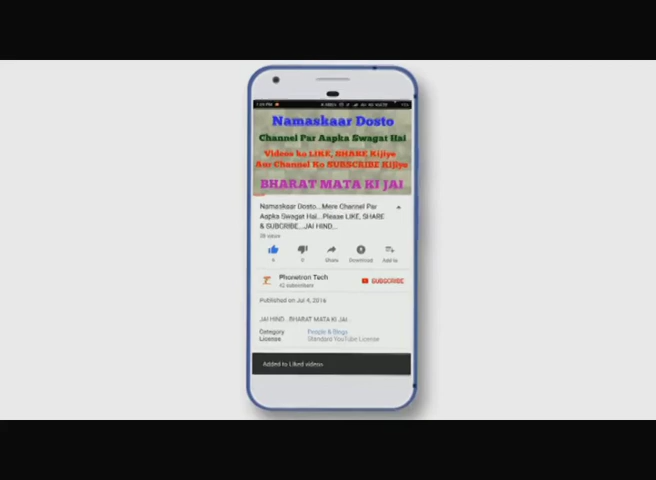 Namaskaar Dosto
Channel Par Aapka Swagat Hai
Videos ko LIKE, SHARE Kijiye
Aur Channel Ko SUBSCRIBE Kijiye
BHARAT MATA KI JAI
Namaskaar Dosto...Mere Channel Par
Aapka Swagat Hai...Please LIKE, SHARE
& SUBCRIBE...JAI HIND...
Share
Download
Add to
Phonetron Tech
SUBSCRIBE
Published on Jul 4, 2016
JAI HIND...BHARAT MATA KI JAI...
Category People & Blogs
License Standard YouTube License
Added to Liked videos